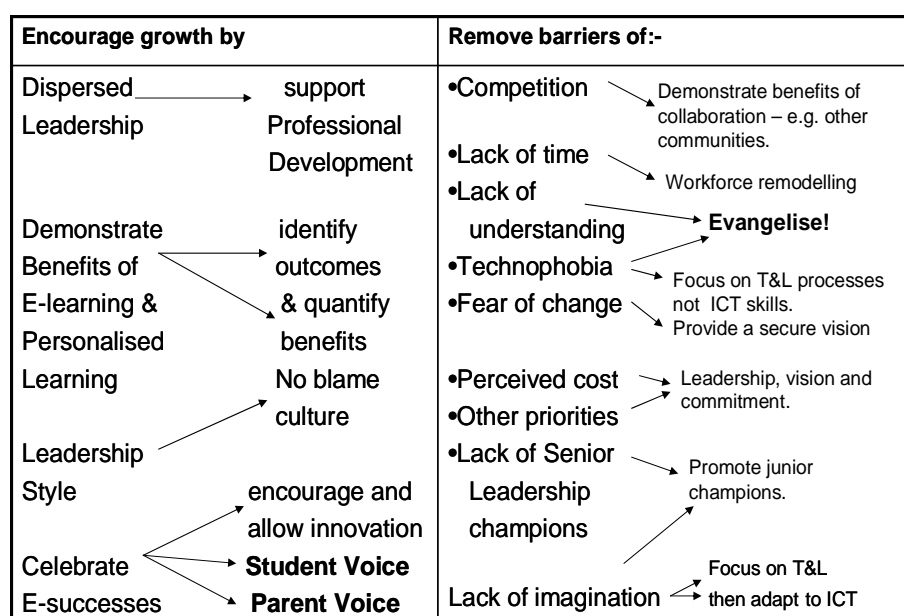 Encourage growth by
Dispersed support
Leadership Professional
Development
Demonstrate identify
Benefits of outcomes
E-learning & & quantify
Personalised benefits
Learning No blame
culture
Leadership
Style encourage and
allow innovation
Celebrate Student Voice
E-successes Parent Voice
Remove barriers of:-
•Competition
Demonstrate benefits of
collaboration – e.g. other
communities.
•Lack of time
Workforce remodelling
•Lack of
understanding
Evangelise!
•Technophobia
Focus on T&L processes
not ICT skills.
•Fear of change
Provide a secure vision
•Perceived cost
Leadership, vision and
commitment.
•Other priorities
•Lack of Senior
Leadership
champions
Promote junior
champions.
Lack of imagination
Focus on T&L
then adapt to ICT